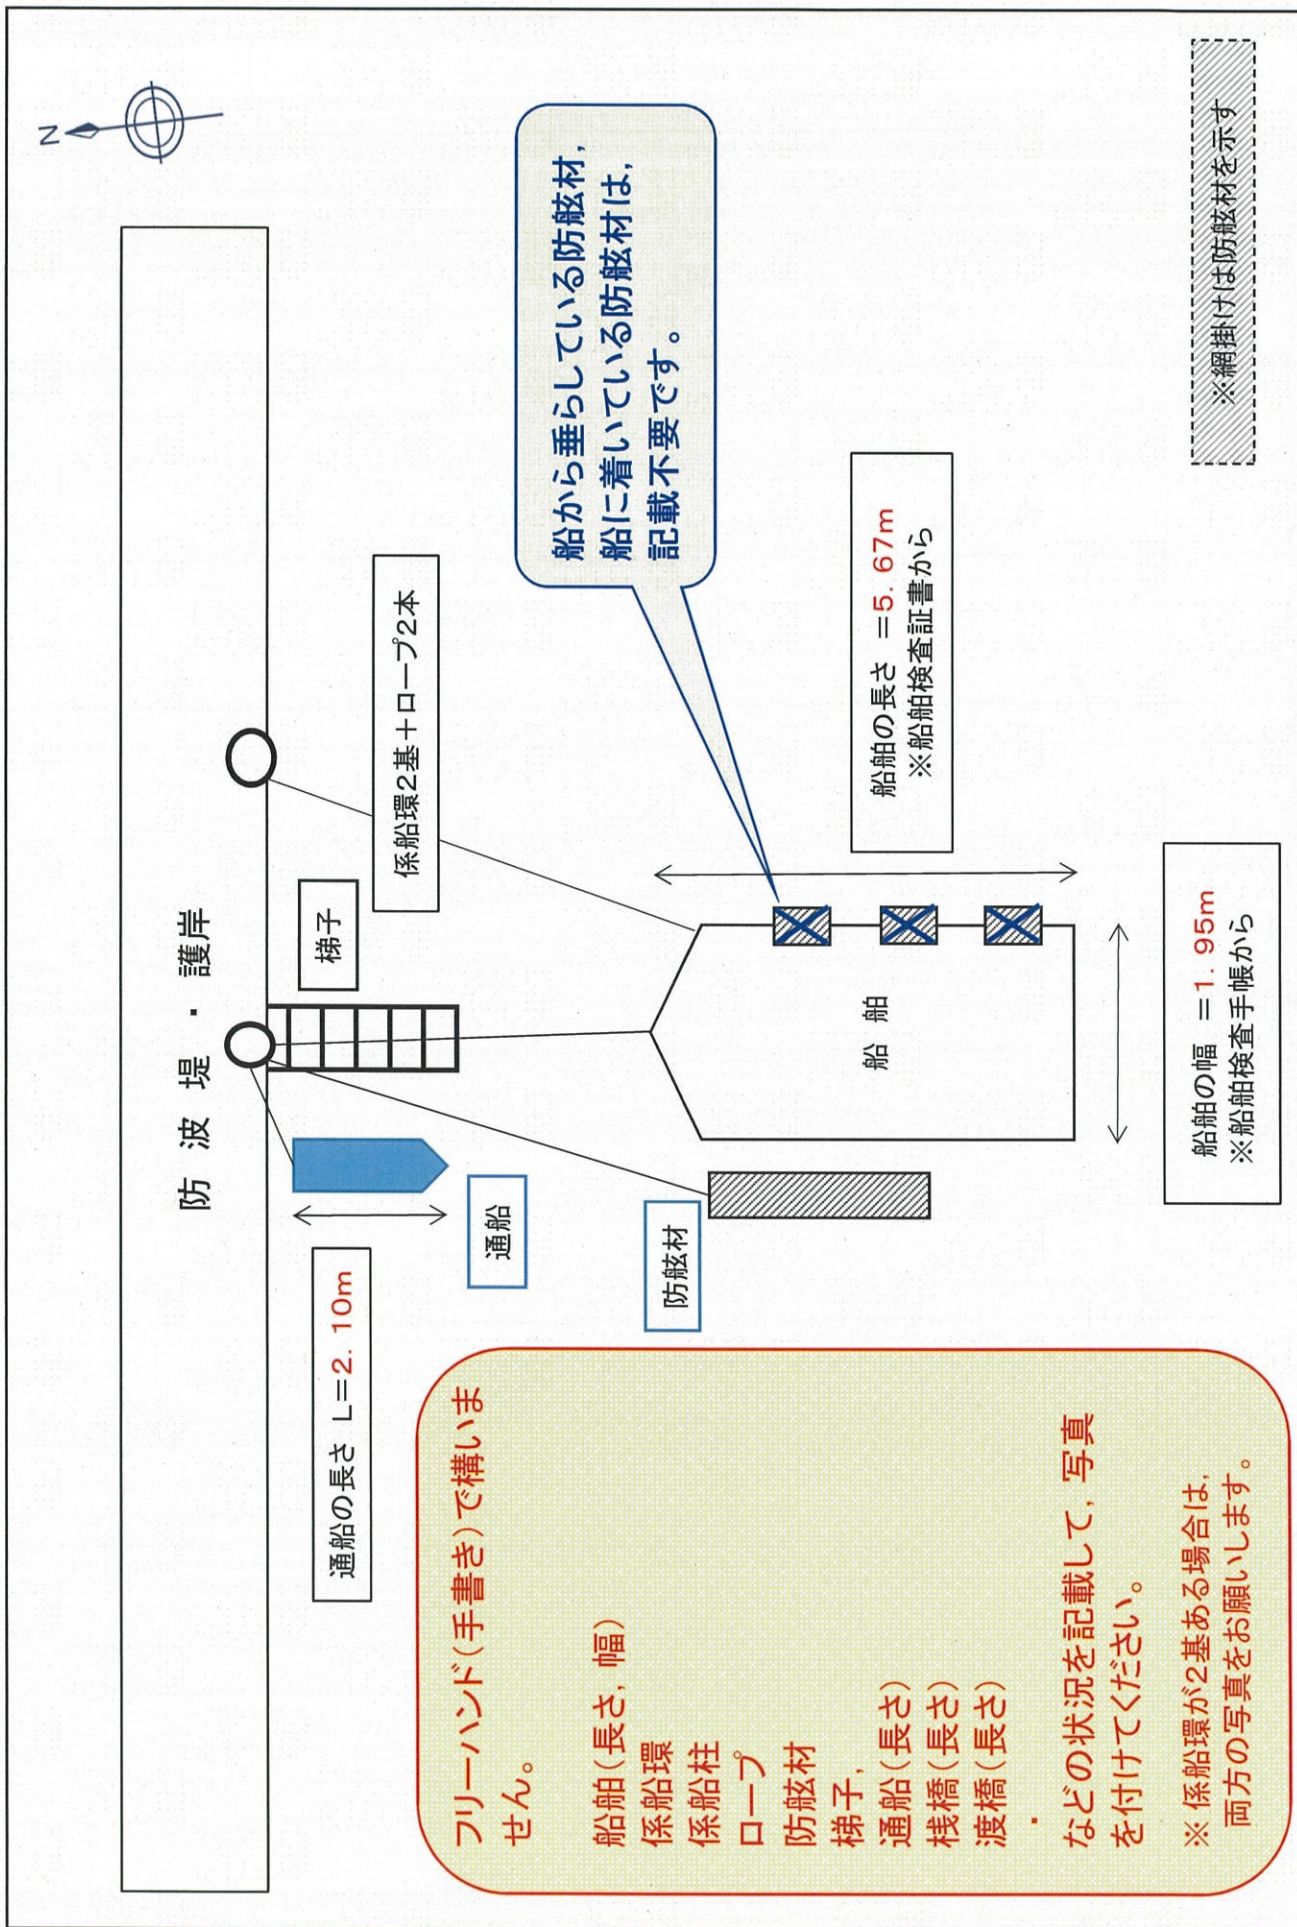 N
防波堤・護岸
梯子
係船環2基＋ロープ2本
船から垂らしている防舷材，
船に着いている防舷材は，
記載不要です。
通船の長さ L＝2.10m
通船
防舷材
船舶
船舶の長さ ＝5.67m
※船舶検査証書から
船舶の幅 ＝1.95m
※船舶検査手帳から
※網掛けは防舷材を示す
フリーハンド(手書き)で構いま
せん。
船舶(長さ，幅)
係船環
係船柱
ロープ
防舷材
梯子，
通船(長さ)
桟橋(長さ)
渡橋(長さ)
・
などの状況を記載して，写真
を付けてください。
※係船環が2基ある場合は，
両方の写真をお願いします。